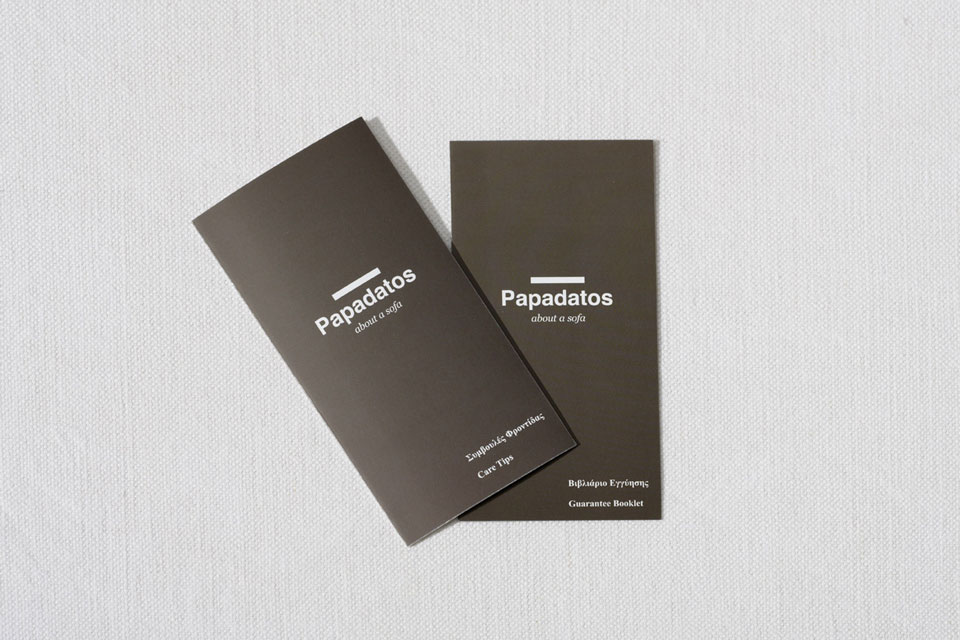 Papadatos
about a sofa
Συμβουλές Φροντίδας
Care Tips
Papadatos
about a sofa
Βιβλιάριο Εγγύησης
Guarantee Booklet